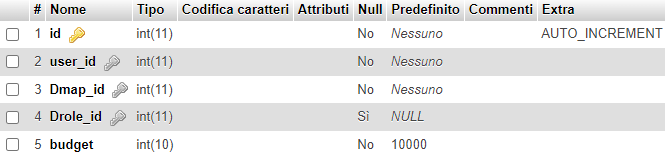 # Nome Tipo Codifica caratteri Attributi Null Predefinito Commenti Extra
1 id int(11) No Nessuno AUTO_INCREMENT
2 user_id int(11) No Nessuno
3 Dmap_id int(11) No Nessuno
4 Drole_id int(11) Sì NULL
5 budget int(10) No 10000